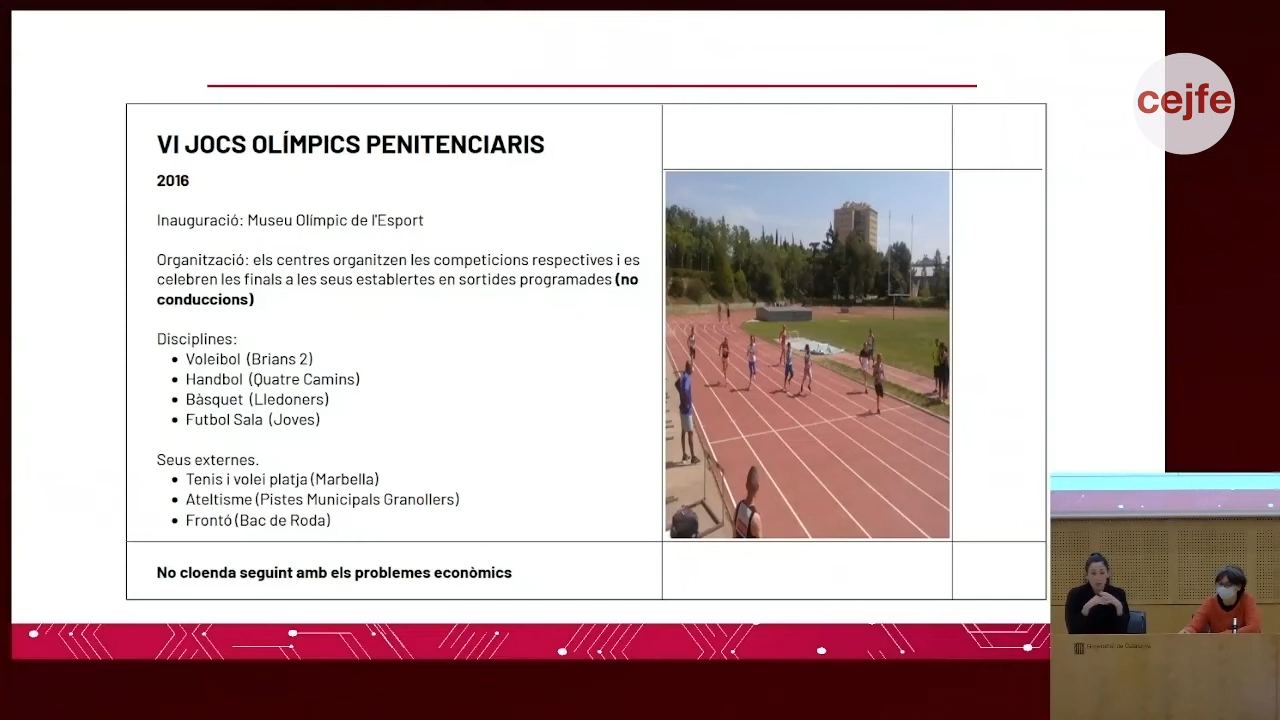 cejfe
VI JOCS OLÍMPICS PENITENCIARIS
2016
Inauguració: Museu Olímpic de l'Esport
Organització: els centres organitzen les competicions respectives i es
celebren les finals a les seus establertes en sortides programades (no
conduccions)
Disciplines:
• Voleibol (Brians 2)
• Handbol (Quatre Camins)
• Bàsquet (Lledoners)
• Futbol Sala (Joves)
Seus externes.
• Tenis i volei platja (Marbella)
• Ateltisme (Pistes Municipals Granollers)
• Frontó (Bac de Roda)
No cloenda seguint amb els problemes econòmics
Generalitat de Catalunya